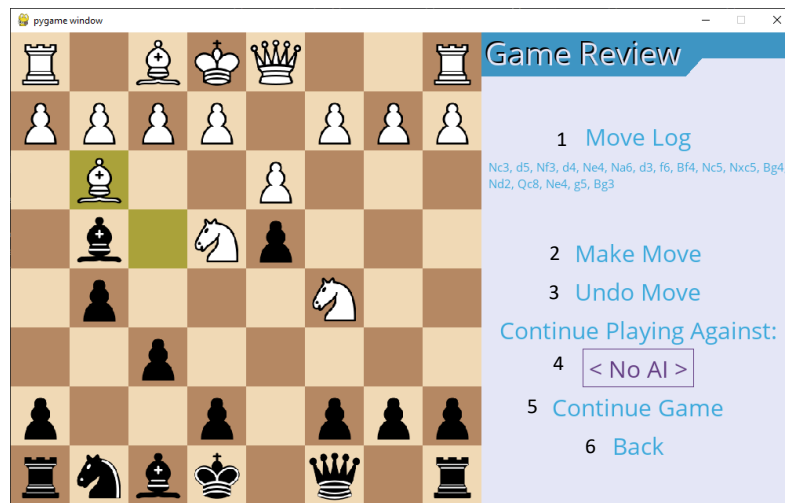 pygame window
Game Review
1 Move Log
Nc3, d5, Nf3, d4, Ne4, Na6, d3, f6, Bf4, Nc5, Nxc5, Bg4,
Nd2, Qc8, Ne4, g5, Bg3
2 Make Move
3 Undo Move
Continue Playing Against:
4 < No AI >
5 Continue Game
6 Back